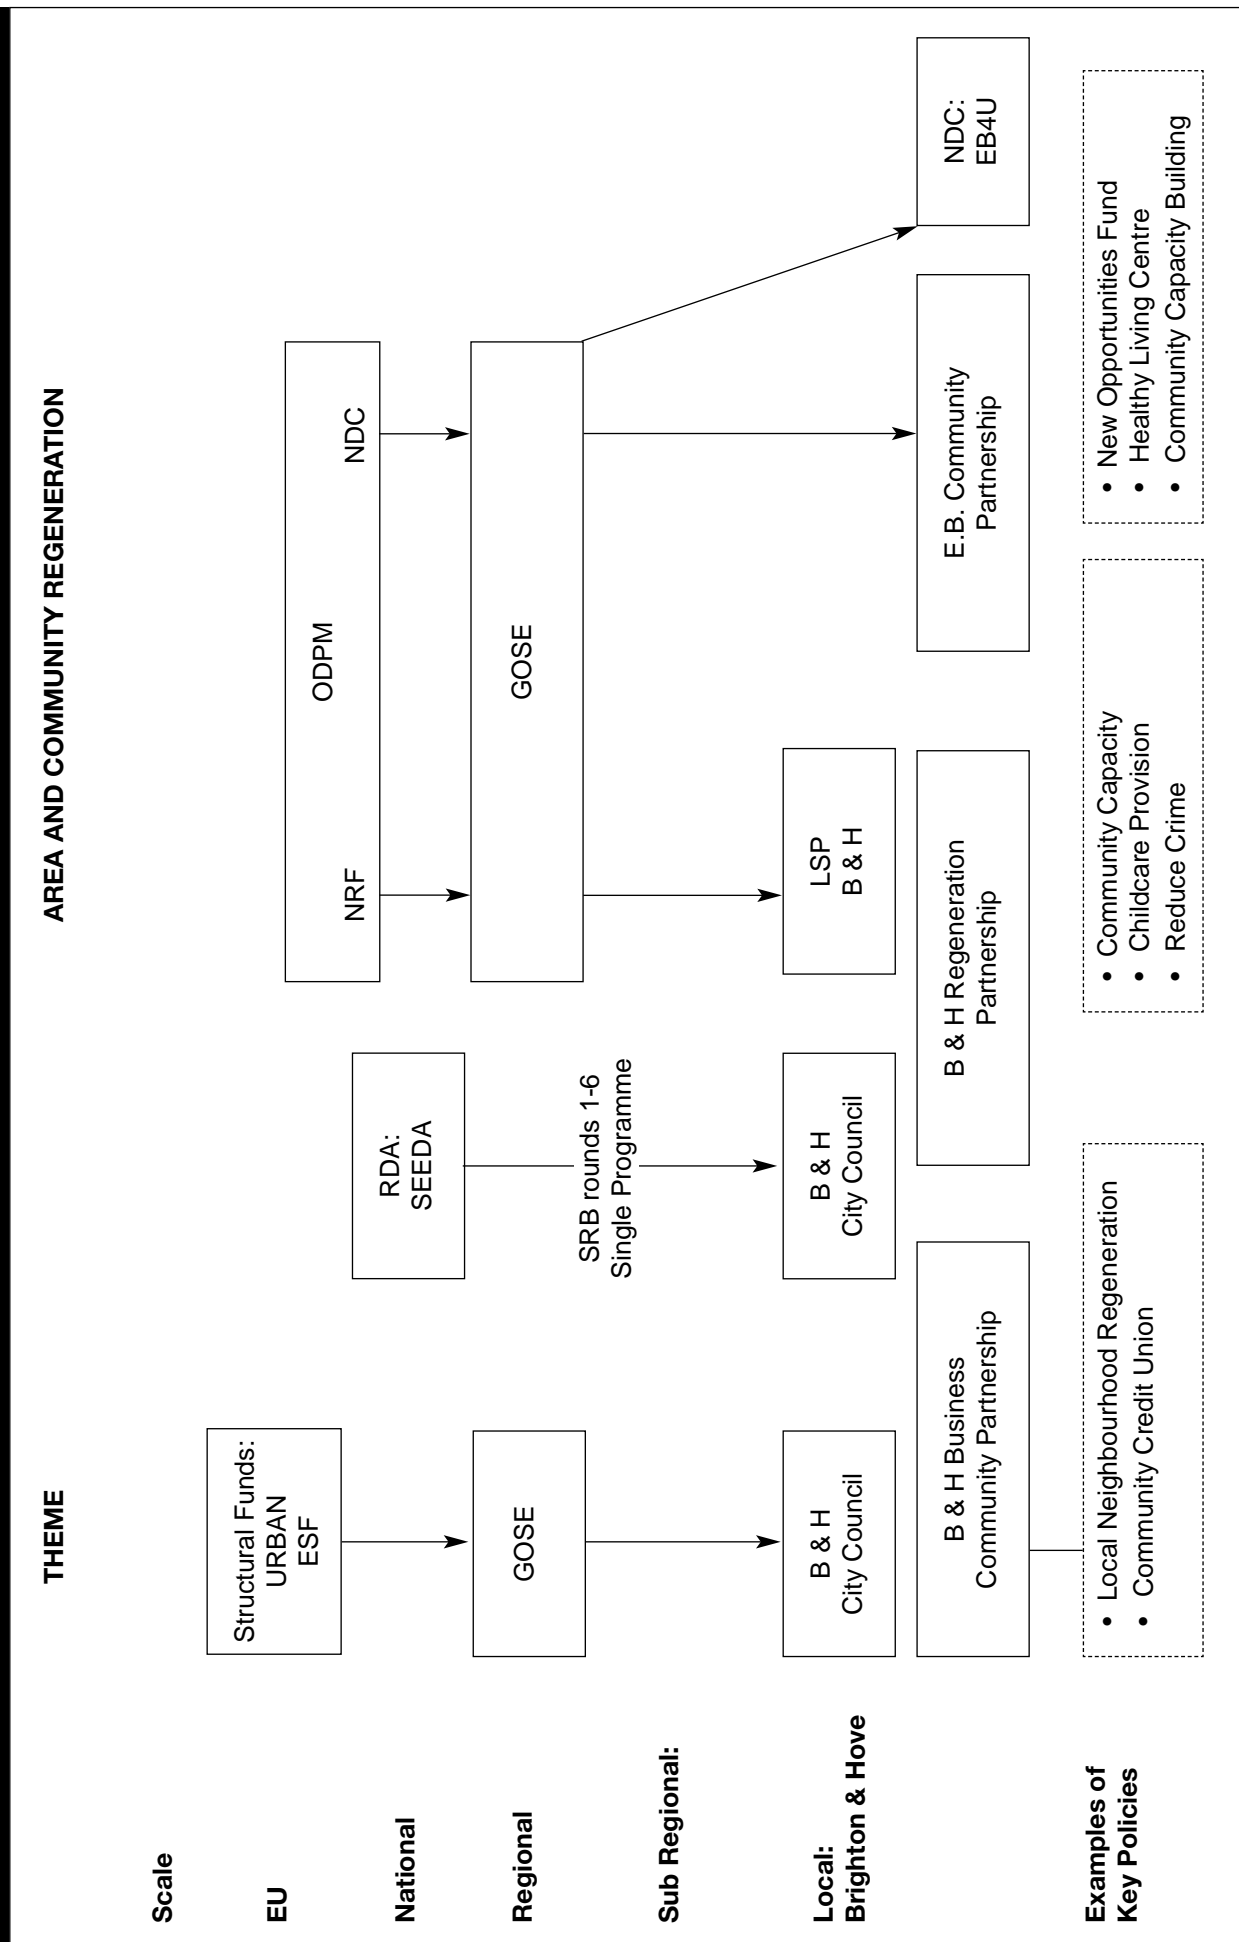 THEME
AREA AND COMMUNITY REGENERATION
Scale
EU
Structural Funds:
URBAN
ESF
National
RDA:
SEEDA
ODPM
NRF
NDC
Regional
GOSE
GOSE
Sub Regional:
SRB rounds 1-6
Single Programme
Local:
Brighton & Hove
B & H
City Council
B & H
City Council
LSP
B & H
B & H Business
Community Partnership
B & H Regeneration
Partnership
E.B. Community
Partnership
NDC:
EB4U
Examples of
Key Policies
• Local Neighbourhood Regeneration
• Community Credit Union
• Community Capacity
• Childcare Provision
• Reduce Crime
• New Opportunities Fund
• Healthy Living Centre
• Community Capacity Building